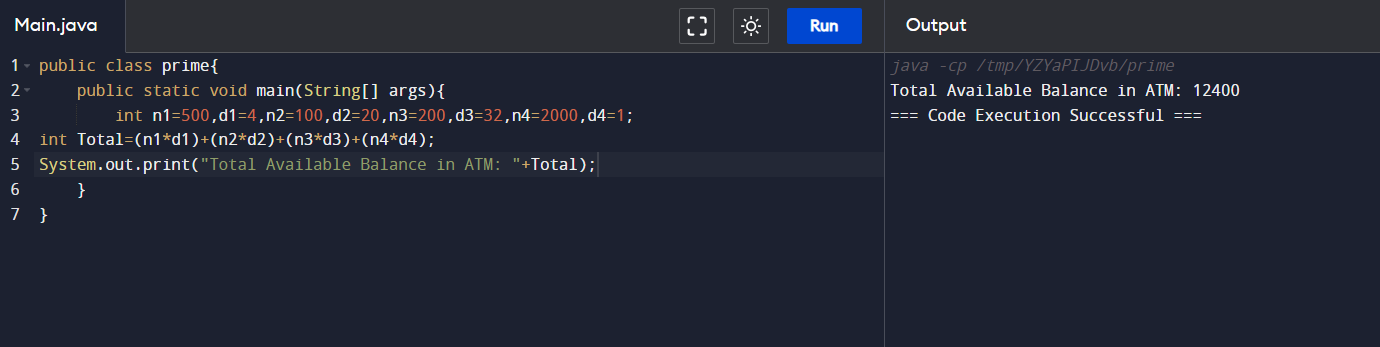 Main.java
Run
Output
1 public class prime{
2     public static void main(String[] args){
3         int n1=500,d1=4,n2=100,d2=20,n3=200,d3=32,n4=2000,d4=1;
4 int Total=(n1*d1)+(n2*d2)+(n3*d3)+(n4*d4);
5 System.out.print("Total Available Balance in ATM: "+Total);
6     }
7 }
java -cp /tmp/YZYaPIJDvb/prime
Total Available Balance in ATM: 12400
=== Code Execution Successful ===